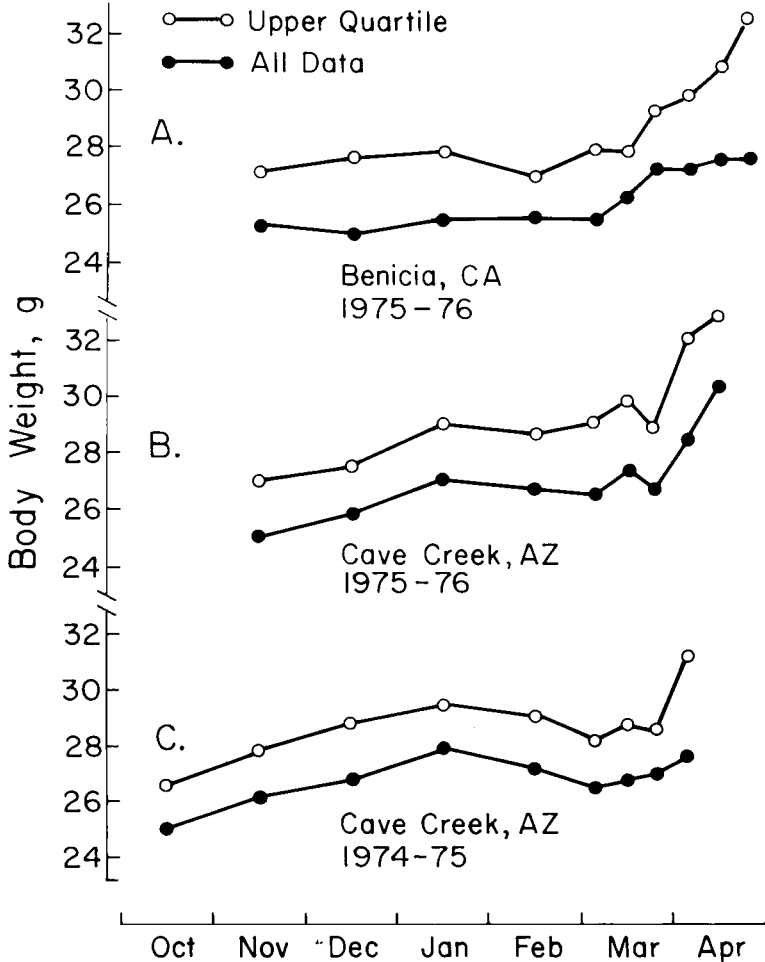 Upper Quartile
All Data
Body Weight, g
A.
32
30
28
26
24
Benicia, CA
1975-76
B.
32
30
28
26
24
Cave Creek, AZ
1975-76
C.
32
30
28
26
24
Cave Creek, AZ
1974-75
Oct Nov Dec Jan Feb Mar Apr